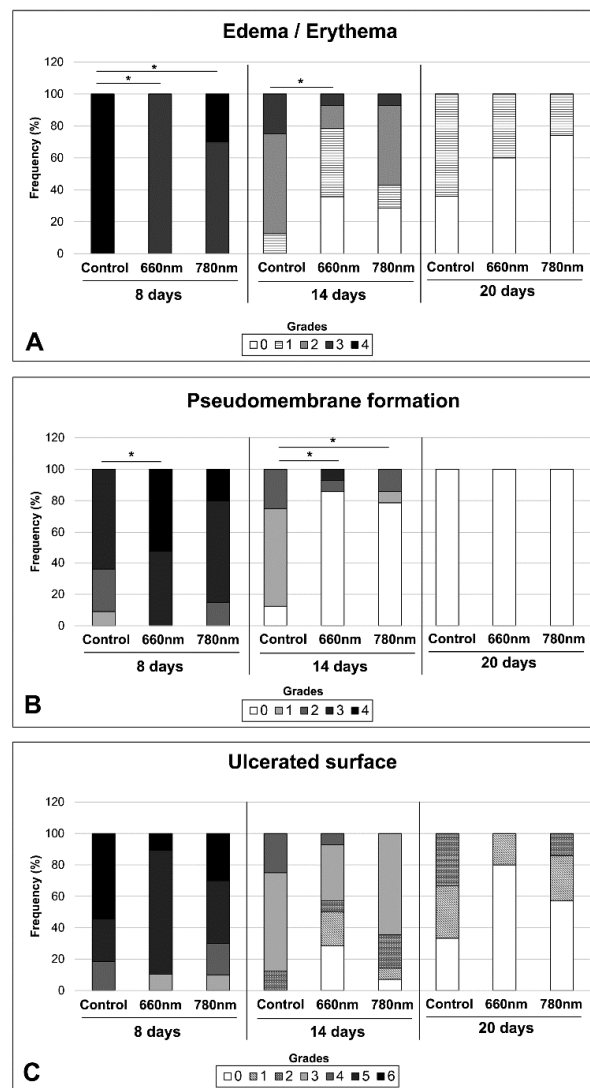 Edema / Erythema
* *
*
Frequency (%)
120
100
80
60
40
20
0
Control 660nm 780nm Control 660nm 780nm Control 660nm 780nm
8 days 14 days 20 days
A
Grades
0 1 2 3 4
Pseudomembrane formation
* * *
Frequency (%)
120
100
80
60
40
20
0
Control 660nm 780nm Control 660nm 780nm Control 660nm 780nm
8 days 14 days 20 days
B
Grades
0 1 2 3 4
Ulcerated surface
Frequency (%)
120
100
80
60
40
20
0
Control 660nm 780nm Control 660nm 780nm Control 660nm 780nm
8 days 14 days 20 days
C
Grades
0 1 2 3 4 5 6